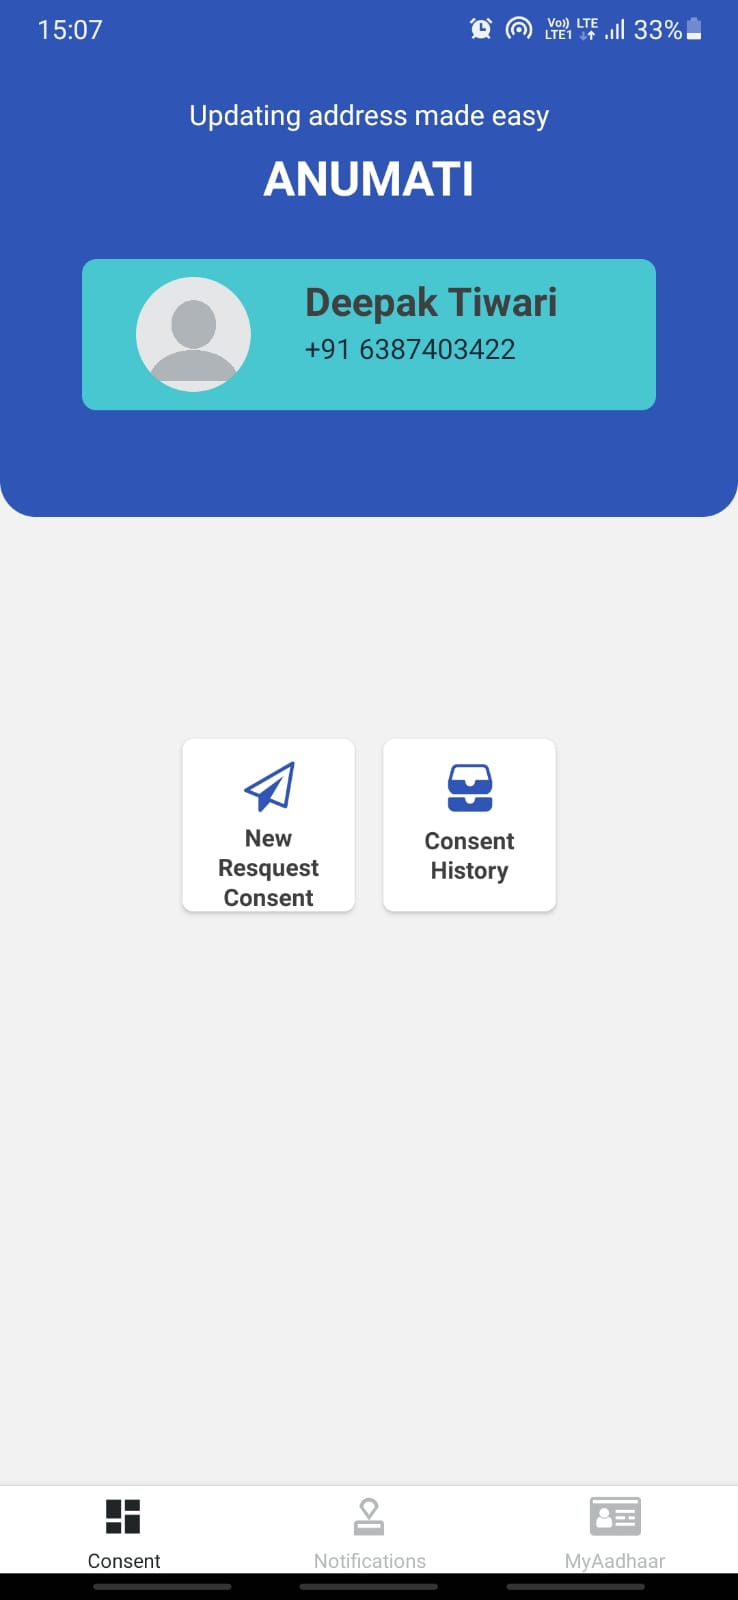 15:07
Vo)) LTE
LTE1
33%
Updating address made easy
ANUMATI
Deepak Tiwari
+91 6387403422
New
Resquest
Consent
Consent
History
Consent
Notifications
MyAadhaar